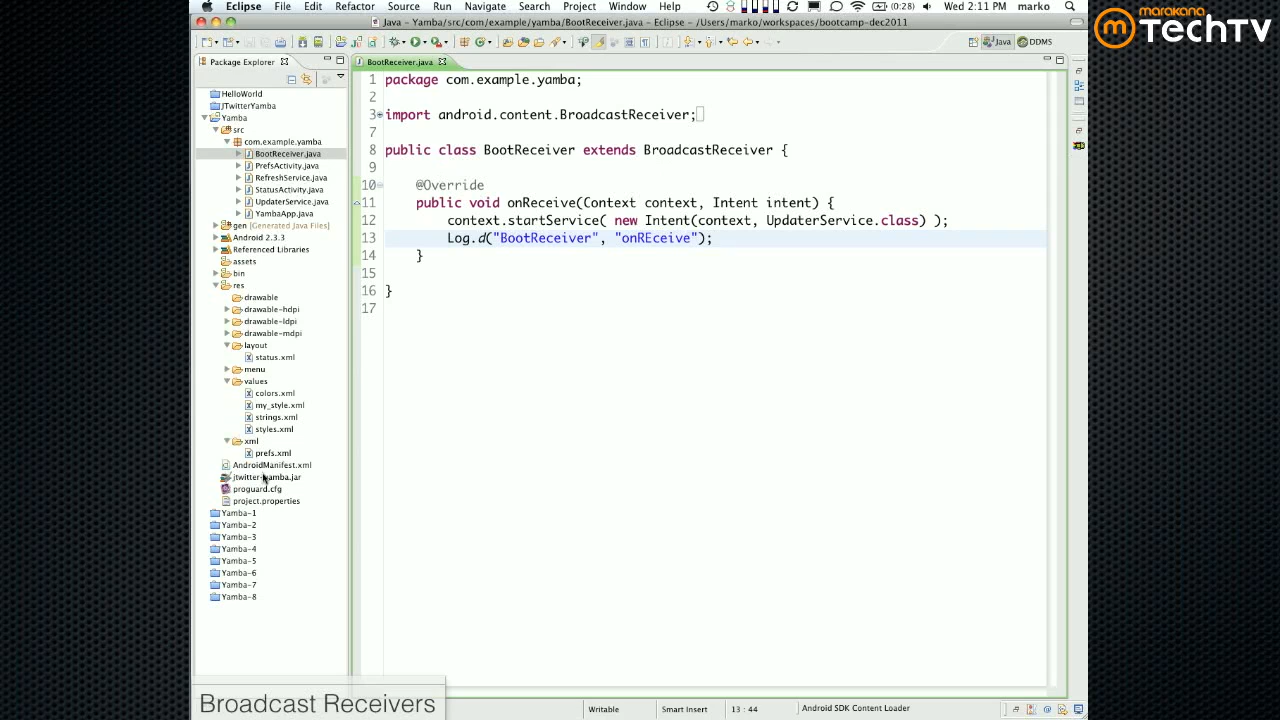 Eclipse File Edit Refactor Source Run Navigate Search Project Window Help (0:28) Wed 2:11 PM marko
Java - Yamba/src/com/example/yamba/BootReceiver.java - Eclipse - /Users/marko/workspaces/bootcamp-dec2011
marakana
TechTV
Java DDMS
Package Explorer
BootReceiver.java
HelloWorld
JTwitterYamba
Yamba
src
com.example.yamba
BootReceiver.java
PrefsActivity.java
RefreshService.java
StatusActivity.java
UpdaterService.java
YambaApp.java
gen [Generated Java Files]
Android 2.3.3
Referenced Libraries
assets
bin
res
drawable
drawable-hdpi
drawable-ldpi
drawable-mdpi
layout
status.xml
menu
values
colors.xml
my_style.xml
strings.xml
styles.xml
xml
prefs.xml
AndroidManifest.xml
jtwitter-yamba.jar
proguard.cfg
project.properties
Yamba-1
Yamba-2
Yamba-3
Yamba-4
Yamba-5
Yamba-6
Yamba-7
Yamba-8
1 package com.example.yamba;
2
3 import android.content.BroadcastReceiver;
7
8 public class BootReceiver extends BroadcastReceiver {
9
10 @Override
11 public void onReceive(Context context, Intent intent) {
12 context.startService( new Intent(context, UpdaterService.class) );
13 Log.d("BootReceiver", "onREceive");
14 }
15
16 }
17
Broadcast Receivers
Writable Smart Insert 13 : 44 Android SDK Content Loader